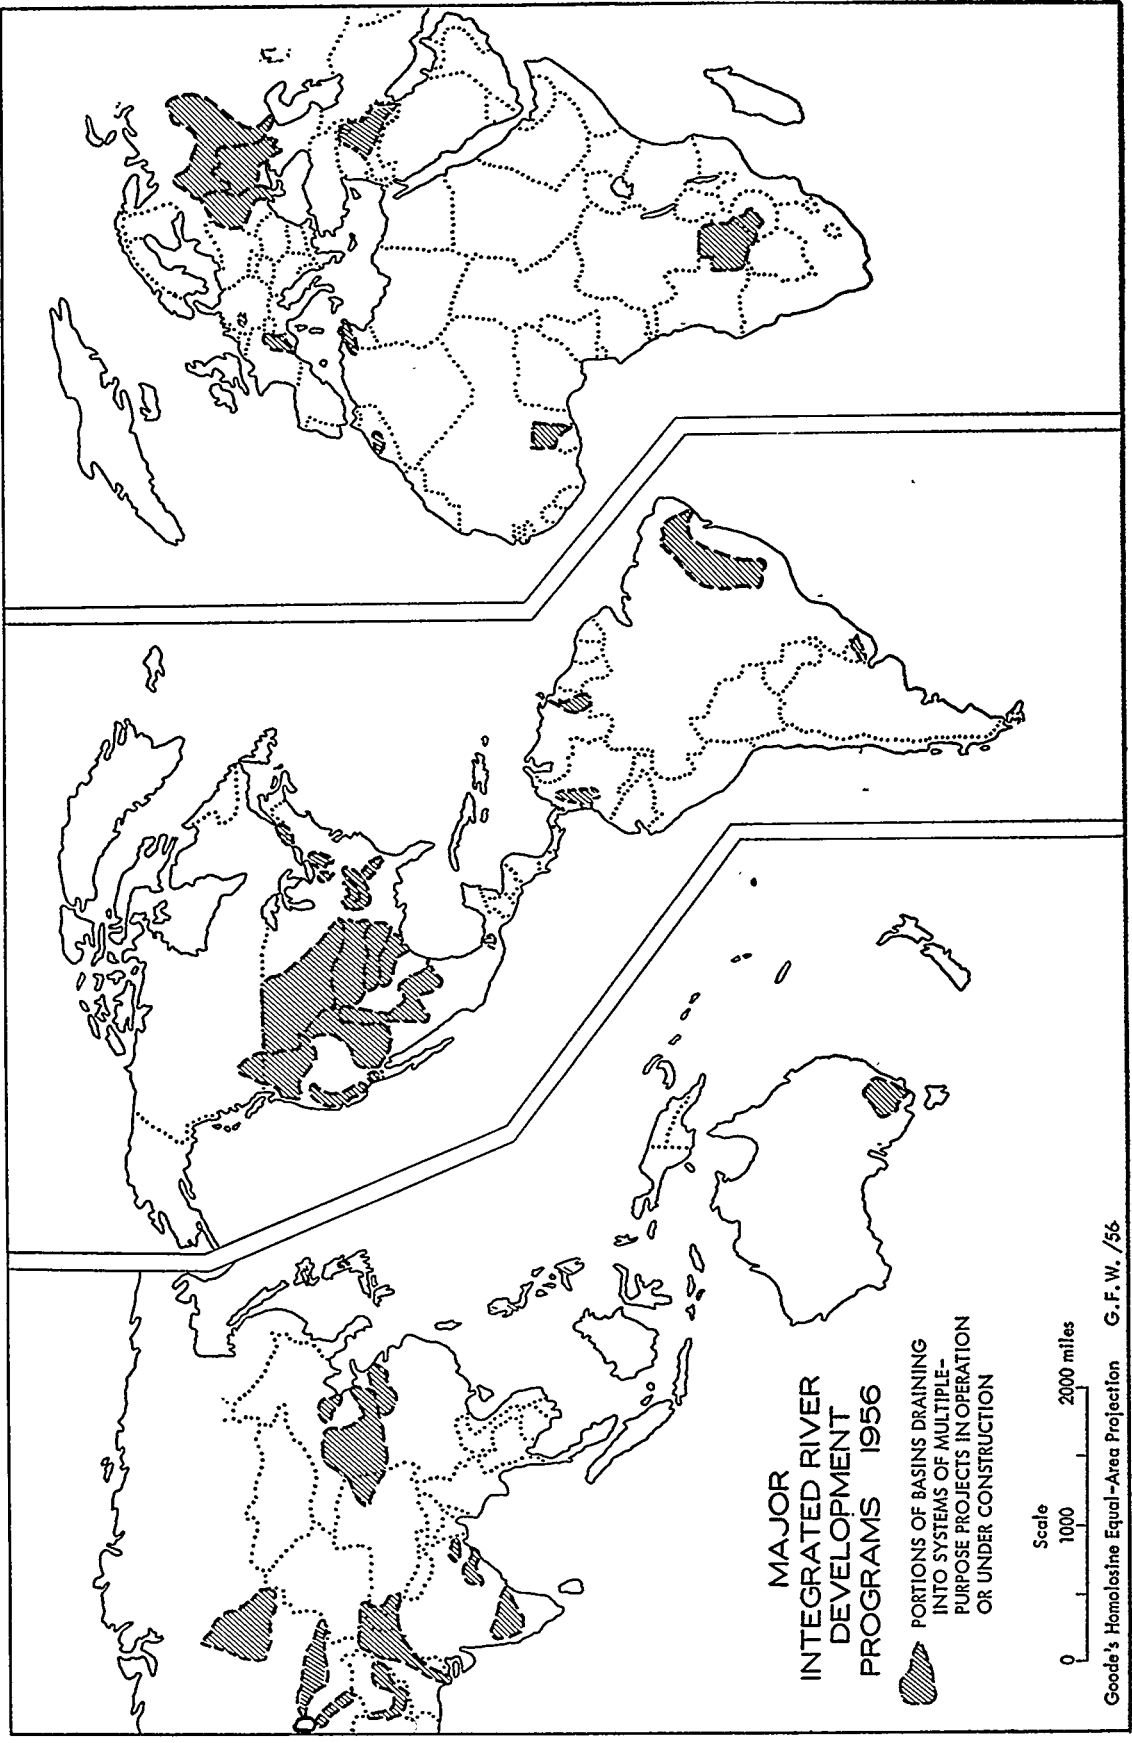 MAJOR
INTEGRATED RIVER
DEVELOPMENT
PROGRAMS 1956
PORTIONS OF BASINS DRAINING
INTO SYSTEMS OF MULTIPLE-
PURPOSE PROJECTS IN OPERATION
OR UNDER CONSTRUCTION
Scale
0 1000 2000 miles
Goode's Homolosine Equal-Area Projection G.F.W./56